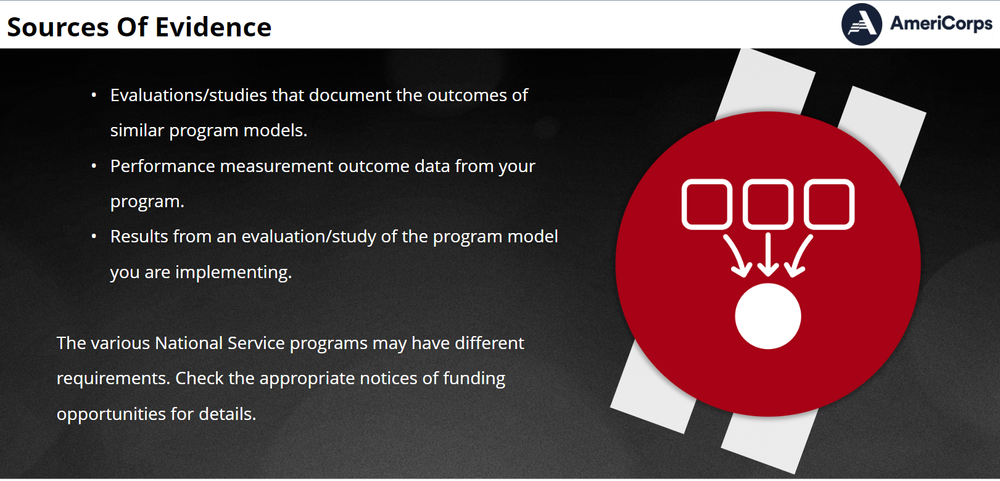 Sources Of Evidence
AmeriCorps
• Evaluations/studies that document the outcomes of
similar program models.
• Performance measurement outcome data from your
program.
• Results from an evaluation/study of the program model
you are implementing.
The various National Service programs may have different
requirements. Check the appropriate notices of funding
opportunities for details.